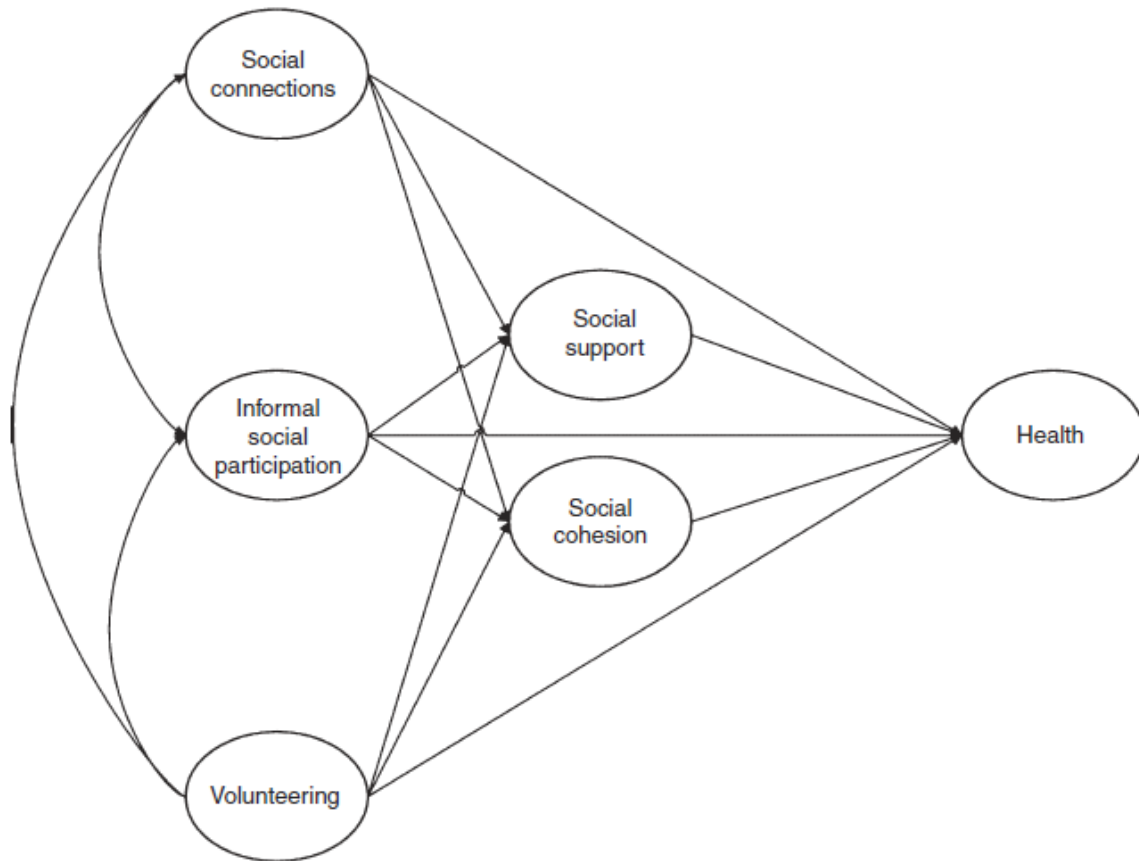 Social
connections
Social
support
Informal
social
participation
Health
Social
cohesion
Volunteering